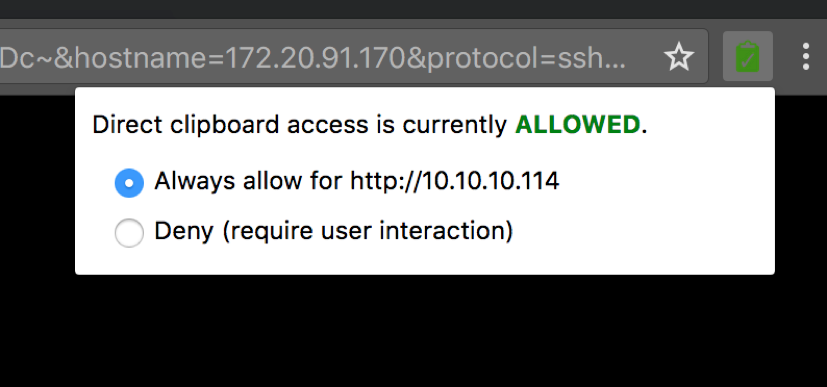 Dc~&hostname=172.20.91.170&protocol=ssh...
Direct clipboard access is currently ALLOWED.
Always allow for http://10.10.10.114
Deny (require user interaction)